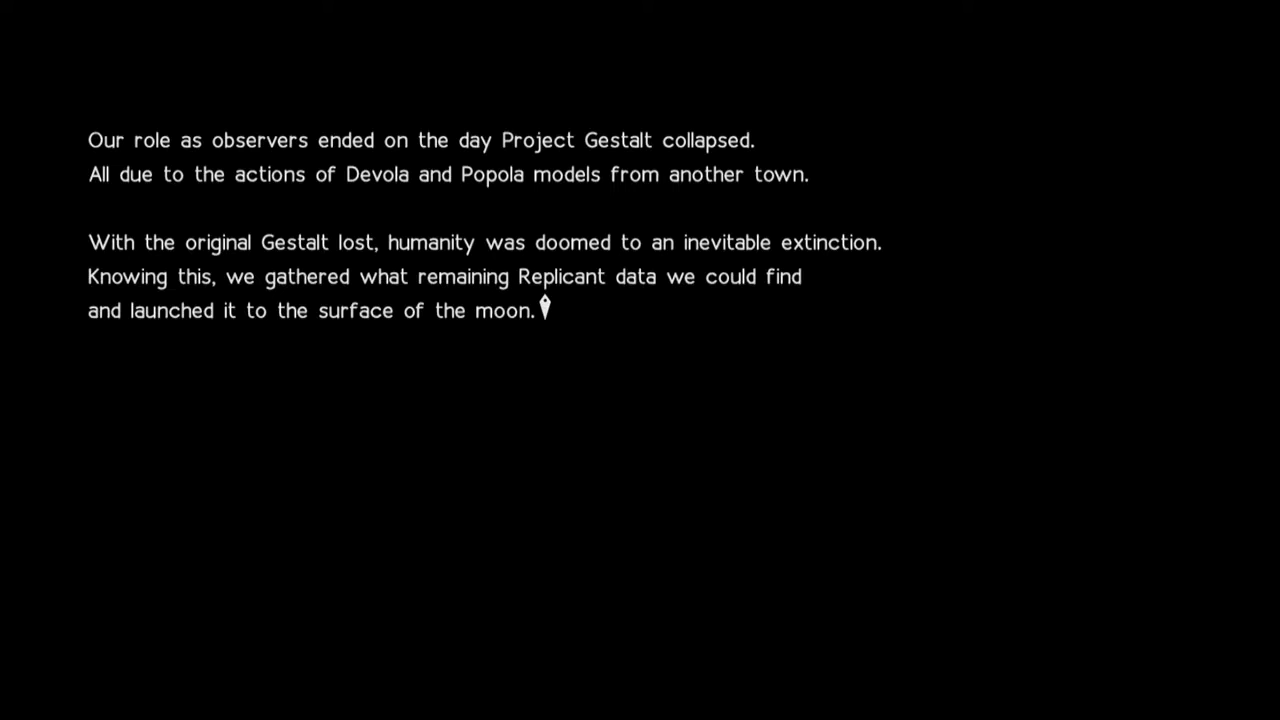 Our role as observers ended on the day Project Gestalt collapsed.
All due to the actions of Devola and Popola models from another town.
With the original Gestalt lost, humanity was doomed to an inevitable extinction.
Knowing this, we gathered what remaining Replicant data we could find
and launched it to the surface of the moon.